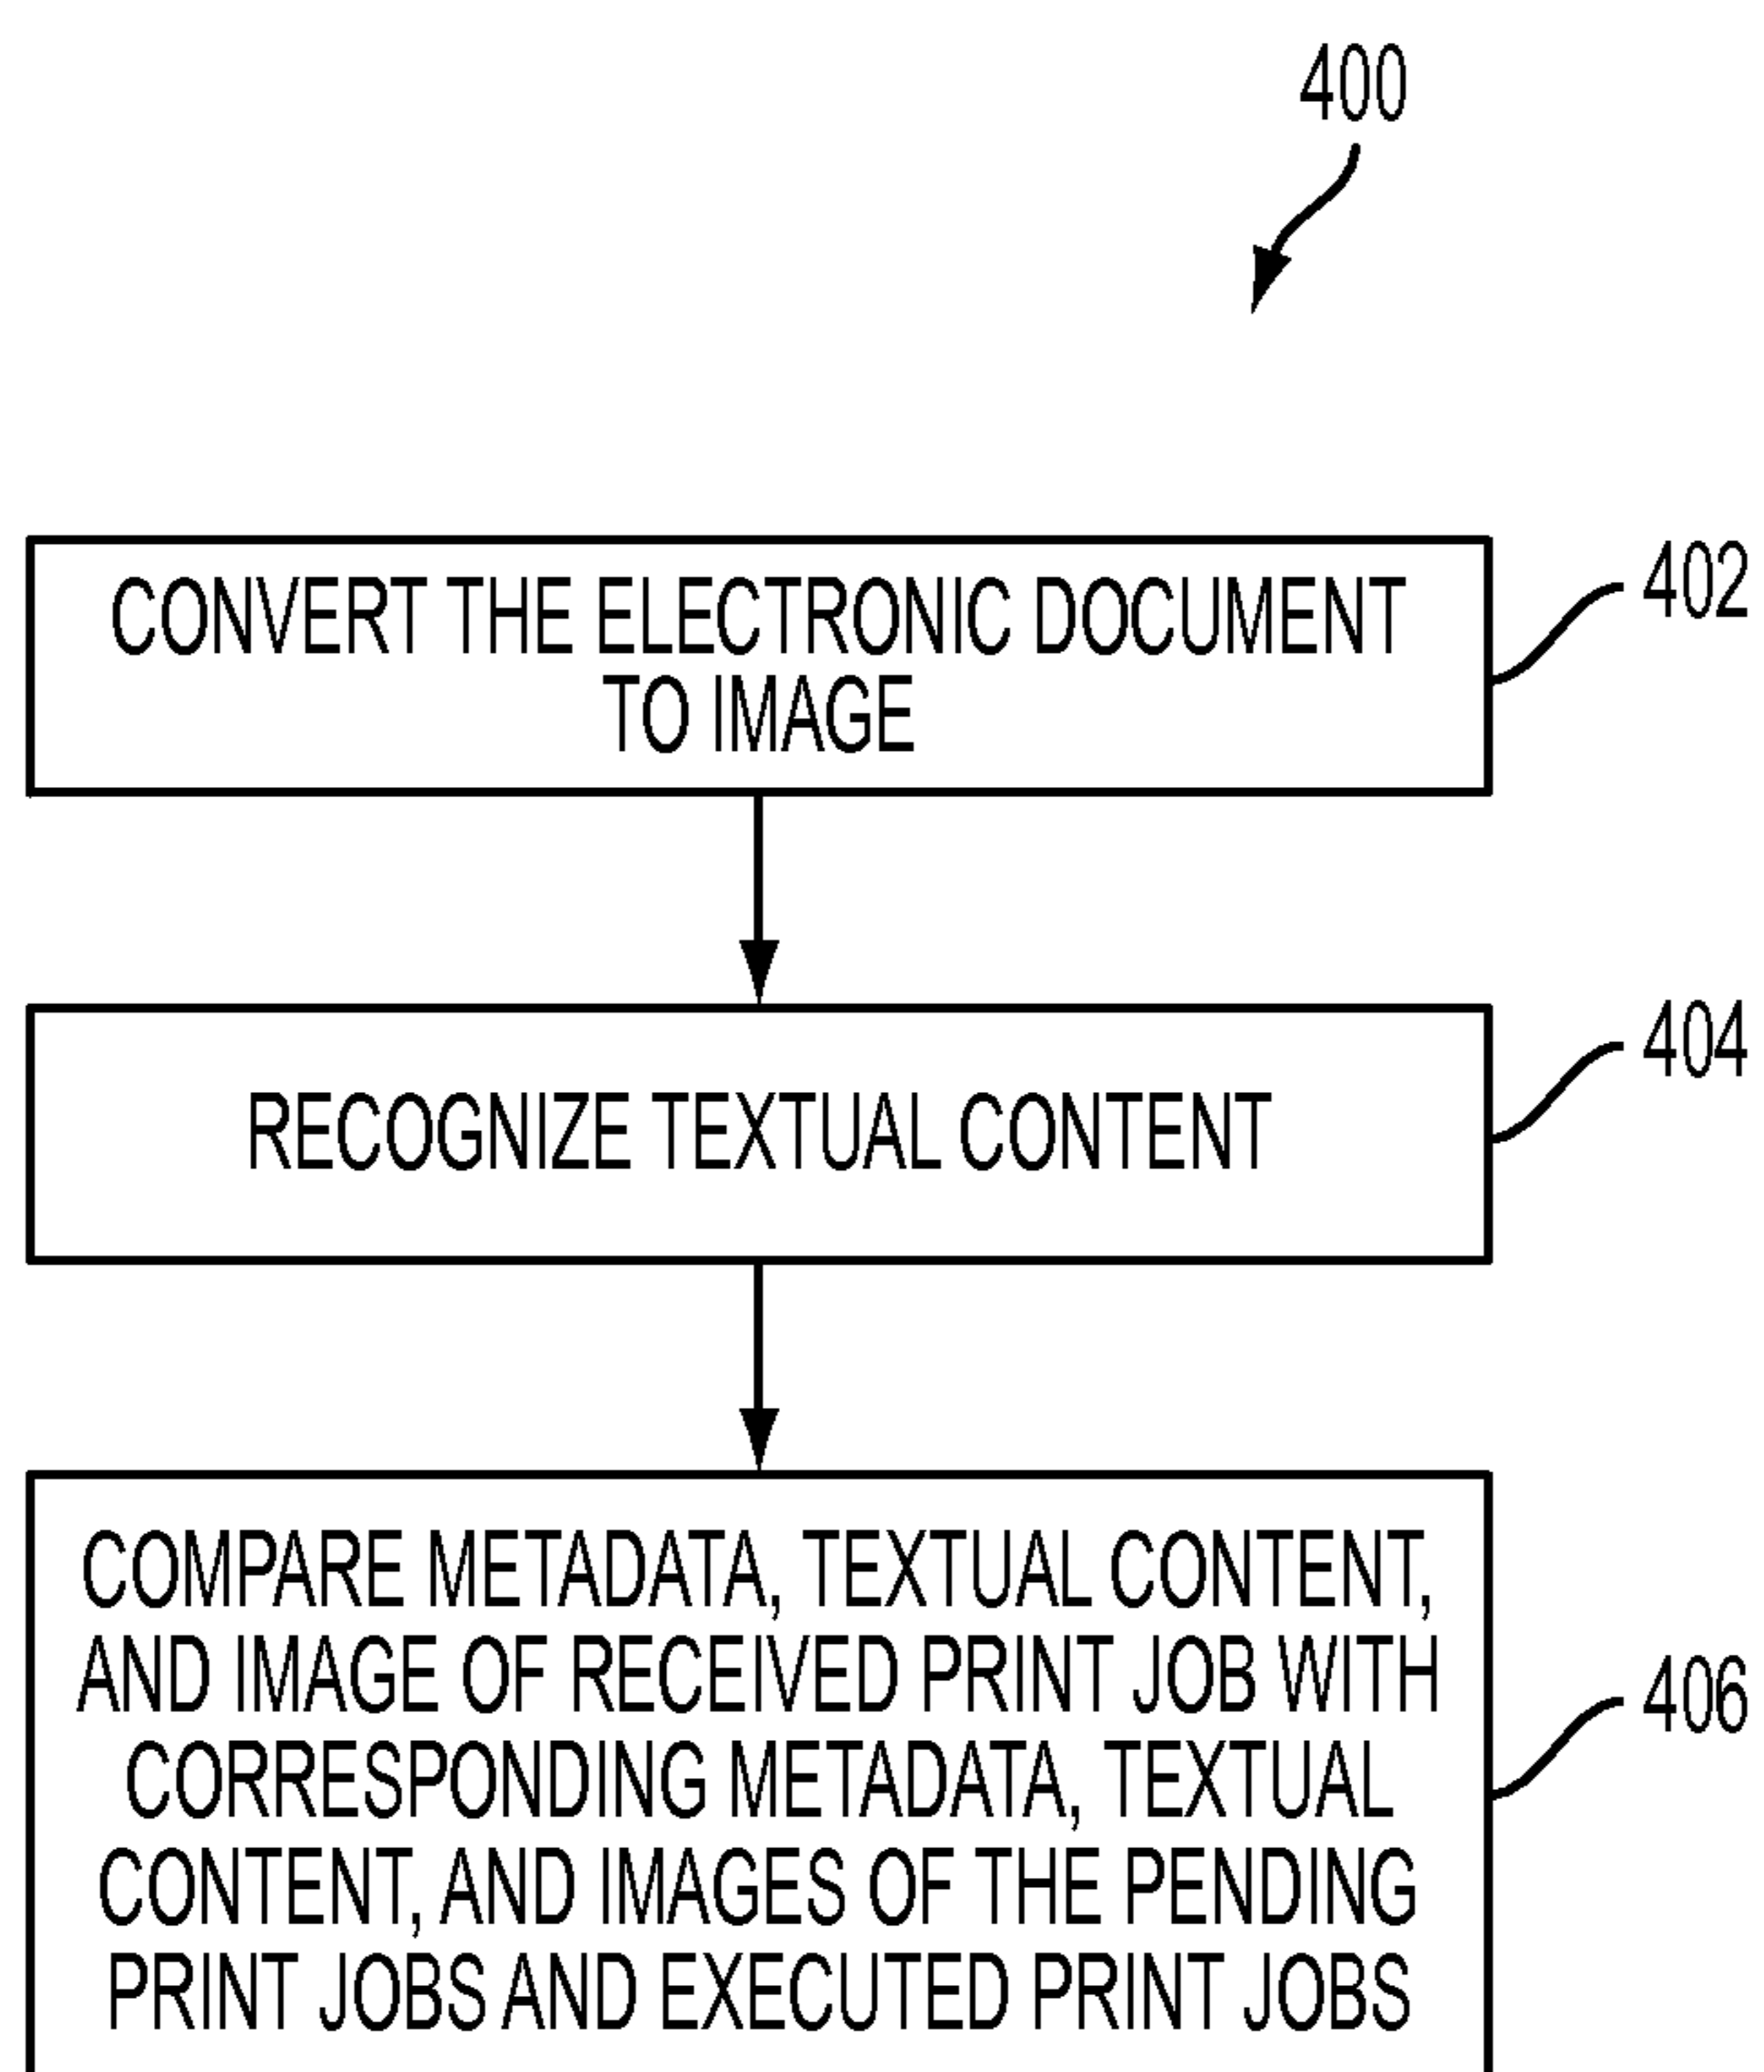 400
CONVERT THE ELECTRONIC DOCUMENT
TO IMAGE
402
RECOGNIZE TEXTUAL CONTENT
404
COMPARE METADATA, TEXTUAL CONTENT,
AND IMAGE OF RECEIVED PRINT JOB WITH
CORRESPONDING METADATA, TEXTUAL
CONTENT, AND IMAGES OF THE PENDING
PRINT JOBS AND EXECUTED PRINT JOBS
406